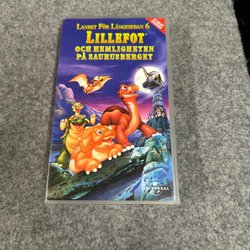 LANDET FÖR LÄNGESEDAN 6
LILLEFOT
OCH HEMLIGHETEN
PÅ SAURUSBERGET
UNIVERSAL